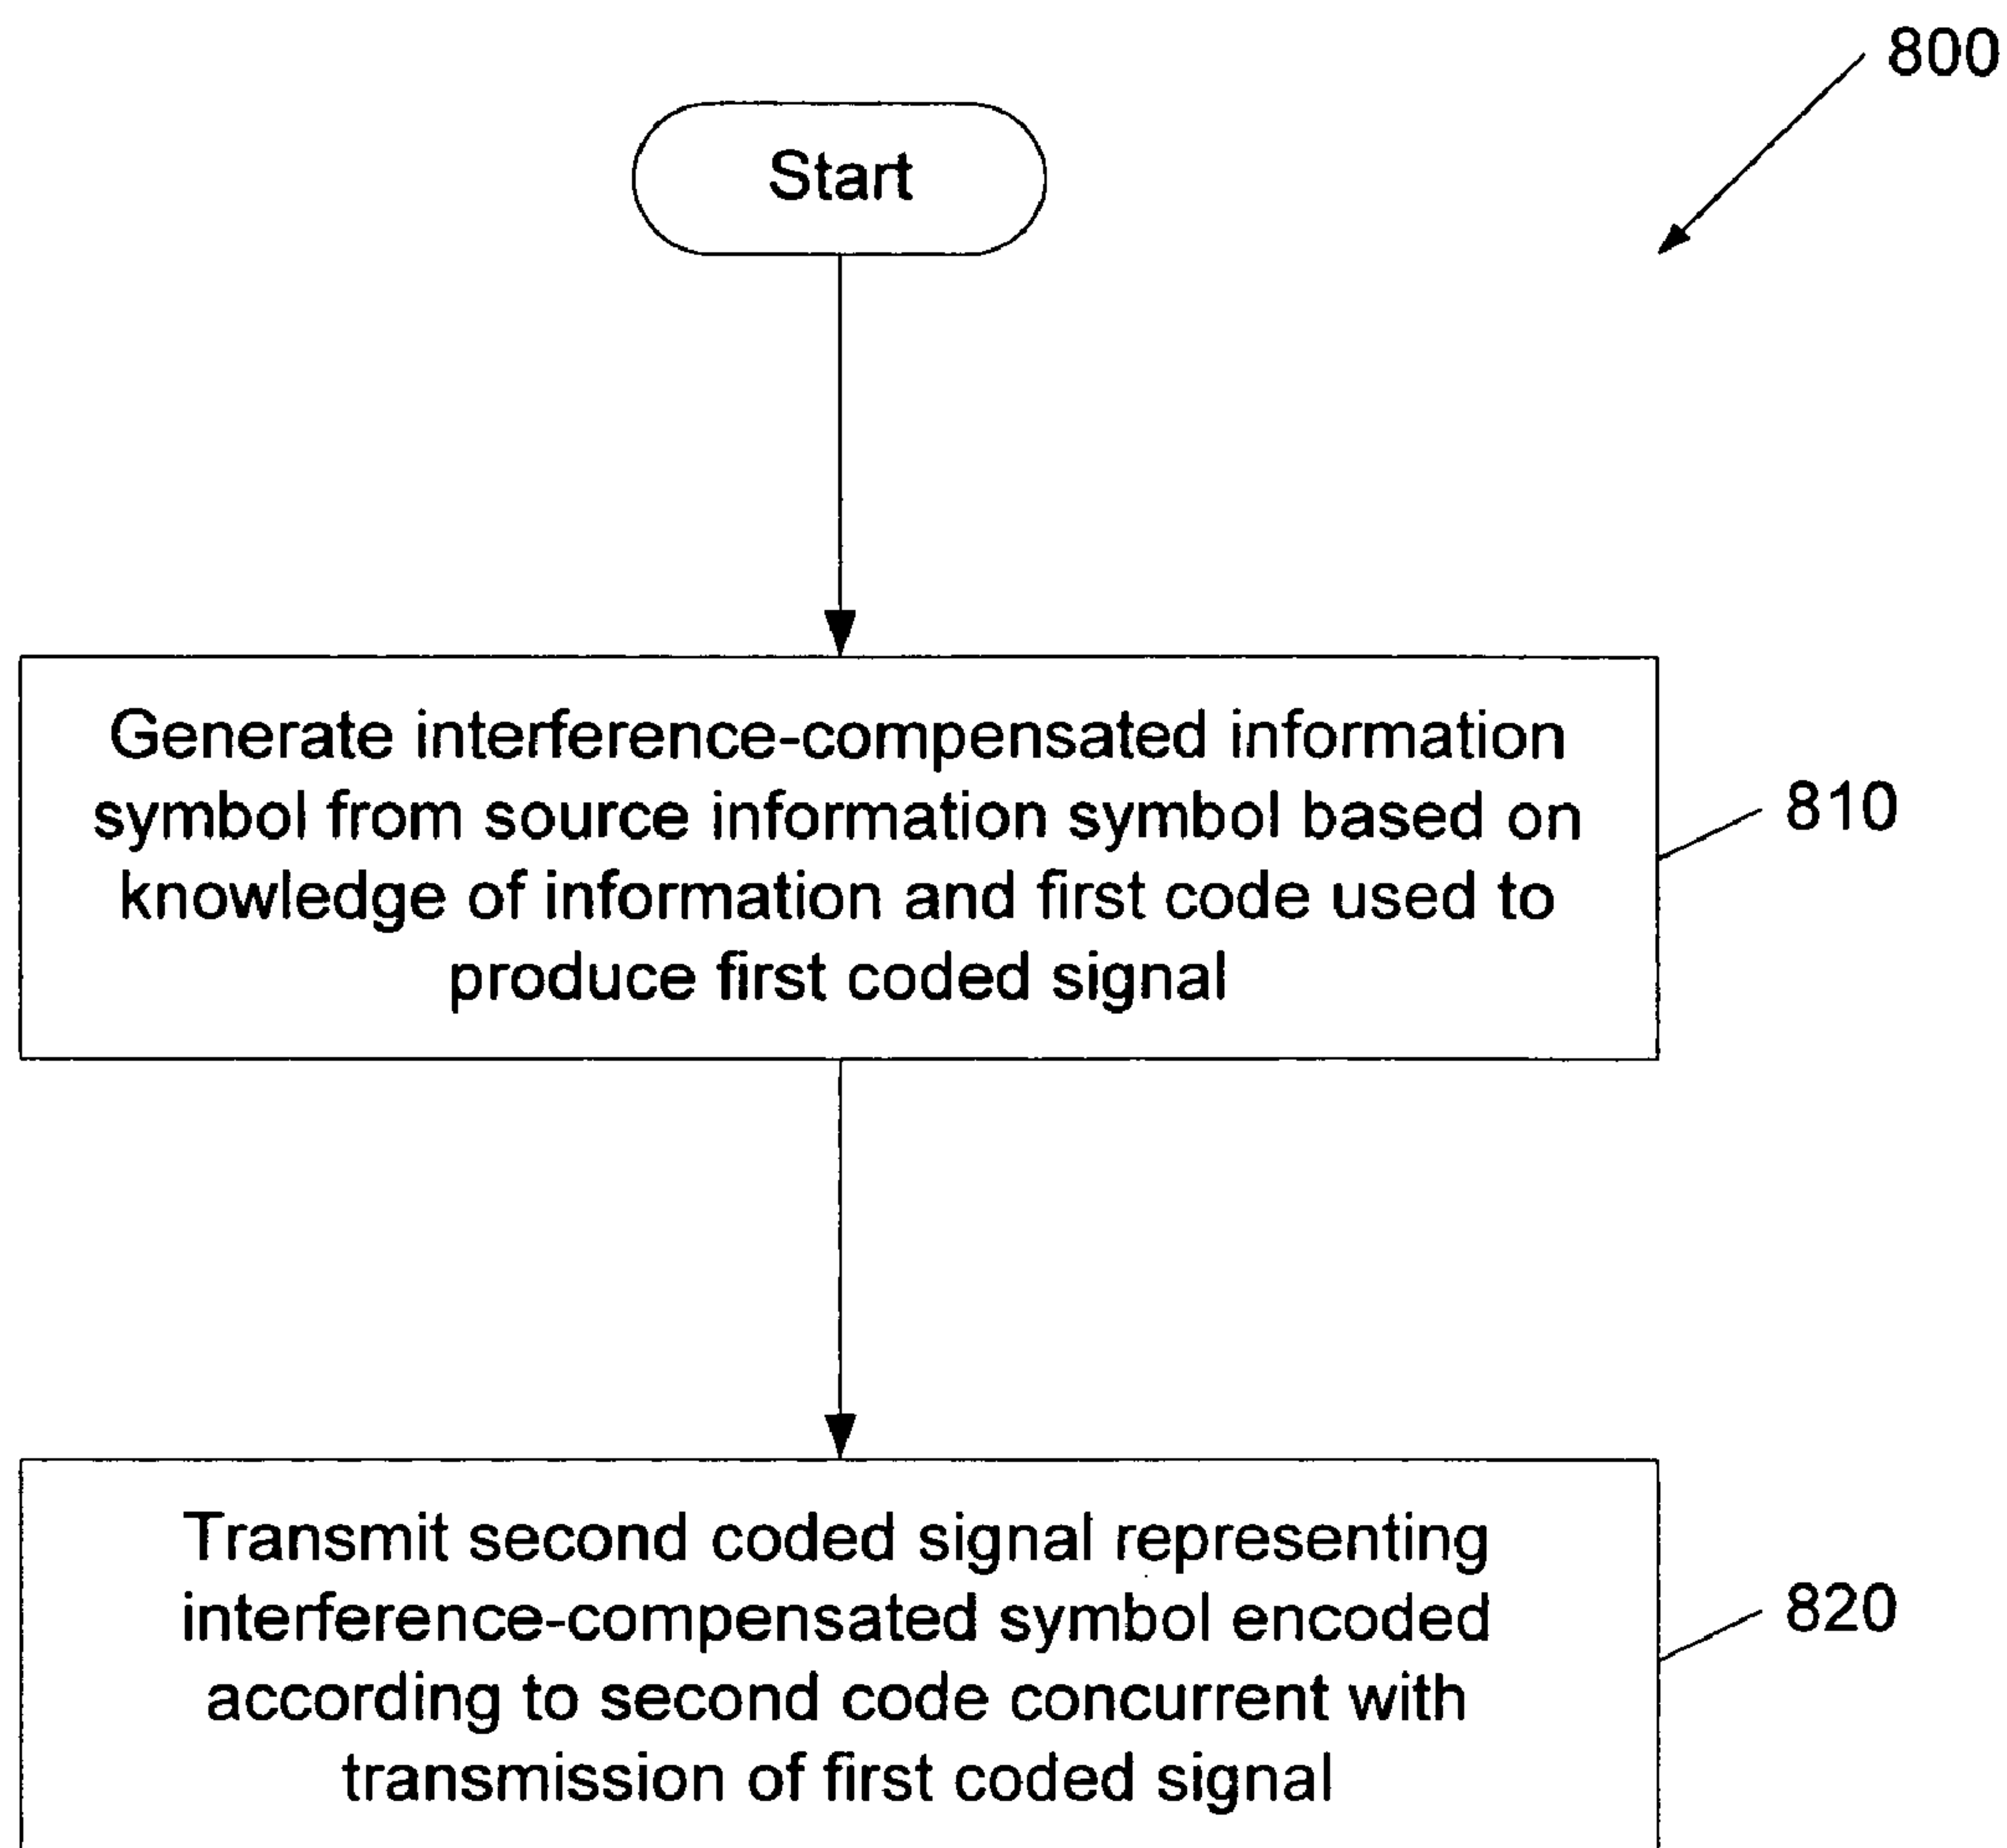 800
Start
Generate interference-compensated information
symbol from source information symbol based on
knowledge of information and first code used to
produce first coded signal
810
Transmit second coded signal representing
interference-compensated symbol encoded
according to second code concurrent with
transmission of first coded signal
820